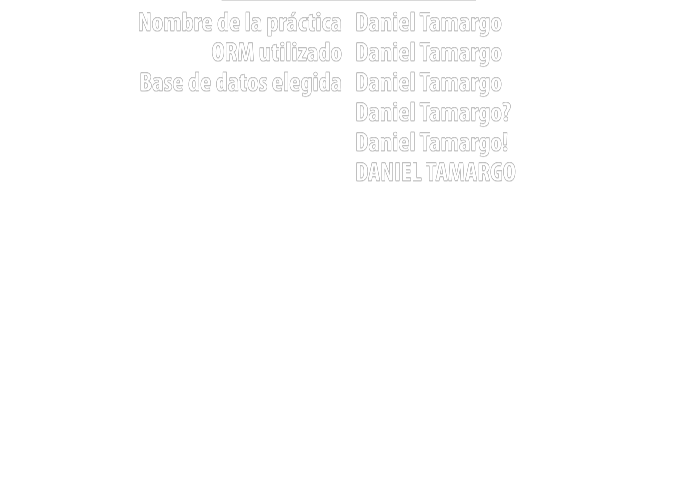 Nombre de la práctica Daniel Tamargo
ORM utilizado Daniel Tamargo
Base de datos elegida Daniel Tamargo
Daniel Tamargo?
Daniel Tamargo!
DANIEL TAMARGO